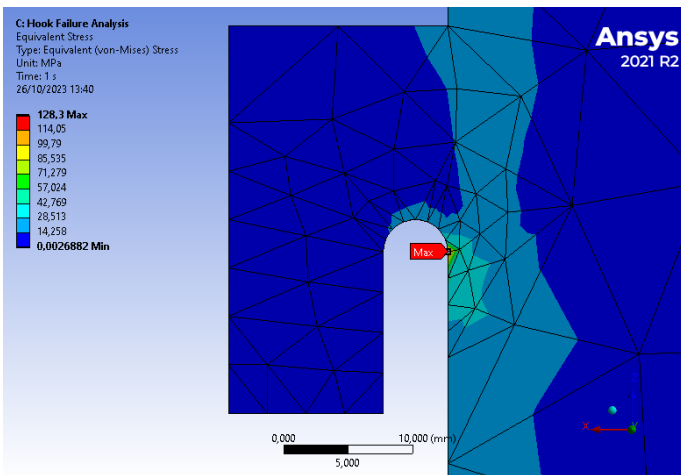 C: Hook Failure Analysis
Equivalent Stress
Type: Equivalent (von-Mises) Stress
Unit: MPa
Time: 1 s
26/10/2023 13:40
128,3 Max
114,05
99,79
85,535
71,279
57,024
42,769
28,513
14,258
0,0026882 Min
Ansys
2021 R2
Max
0,000
10,000 (mm)
5,000
X
Y